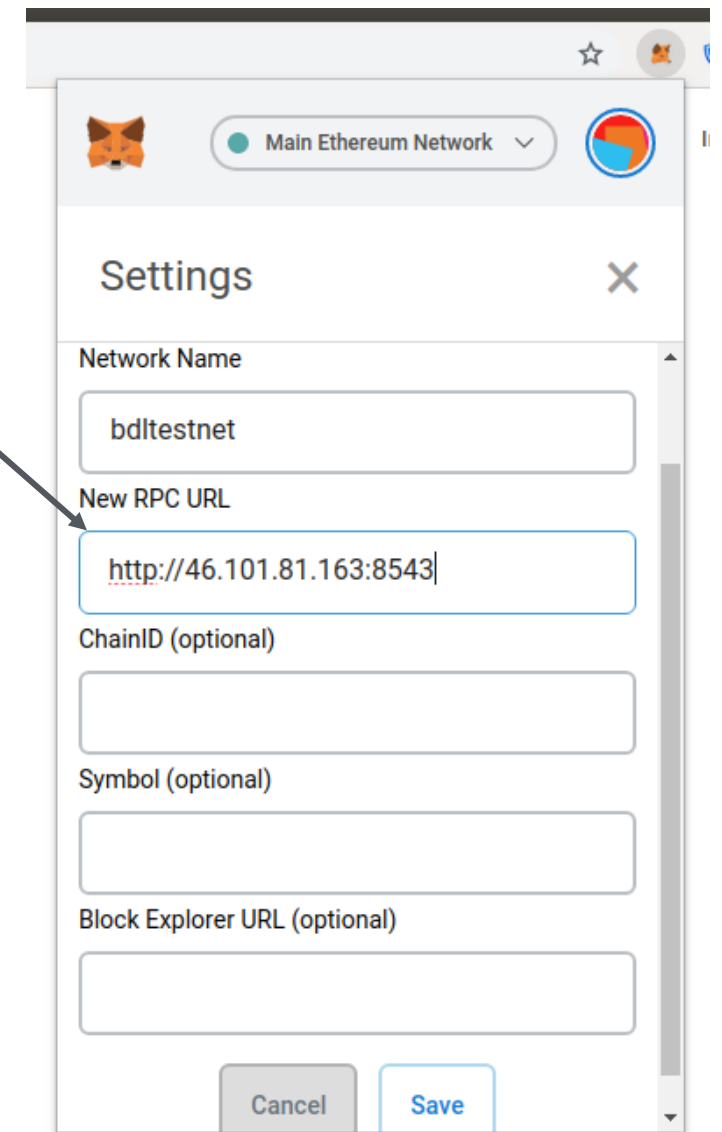 Main Ethereum Network
Settings
Network Name
bdltestnet
New RPC URL
http://46.101.81.163:8543
ChainID (optional)
Symbol (optional)
Block Explorer URL (optional)
Cancel Save